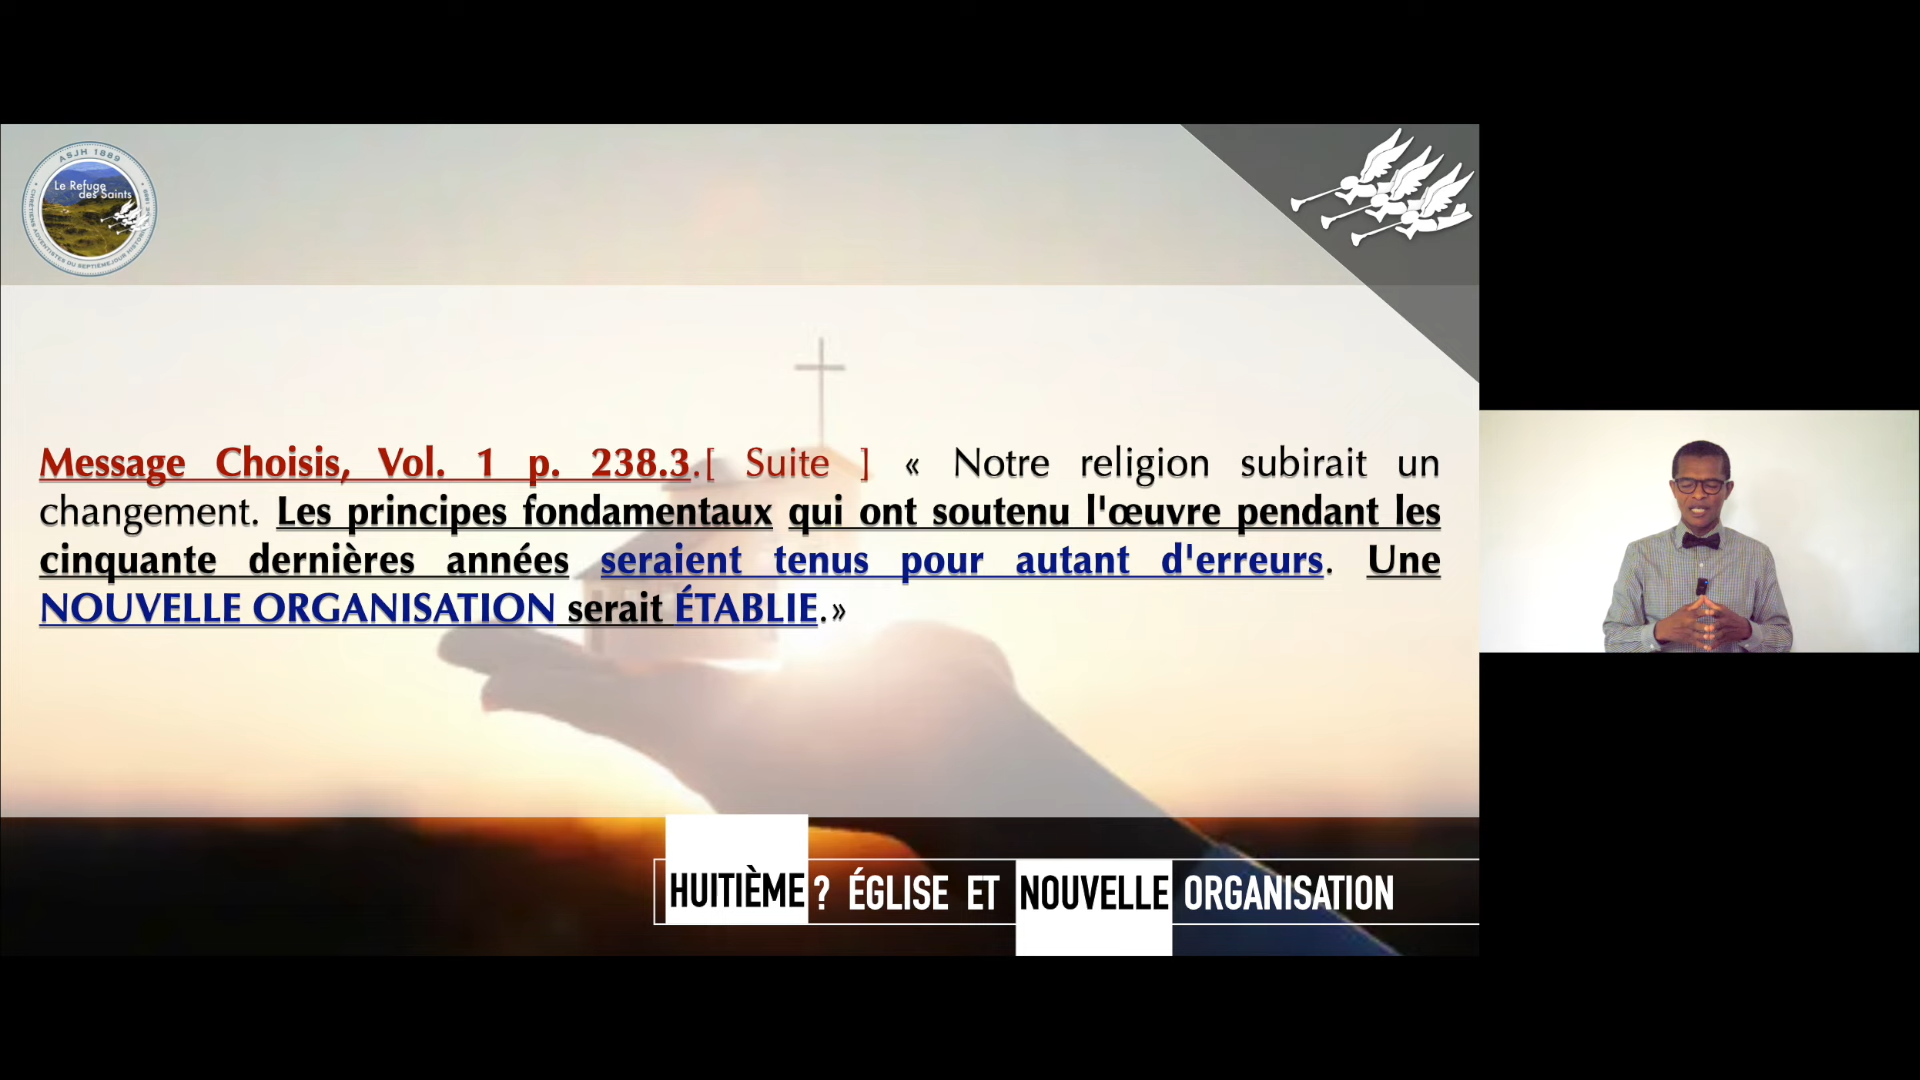 ASJH 1889
Le Refuge
des Saints
Message Choisis, Vol. 1 p. 238.3.[ Suite ] « Notre religion subirait un
changement. Les principes fondamentaux qui ont soutenu l'œuvre pendant les
cinquante dernières années seraient tenus pour autant d'erreurs. Une
NOUVELLE ORGANISATION serait ÉTABLIE.»
HUITIÈME ? ÉGLISE ET NOUVELLE ORGANISATION